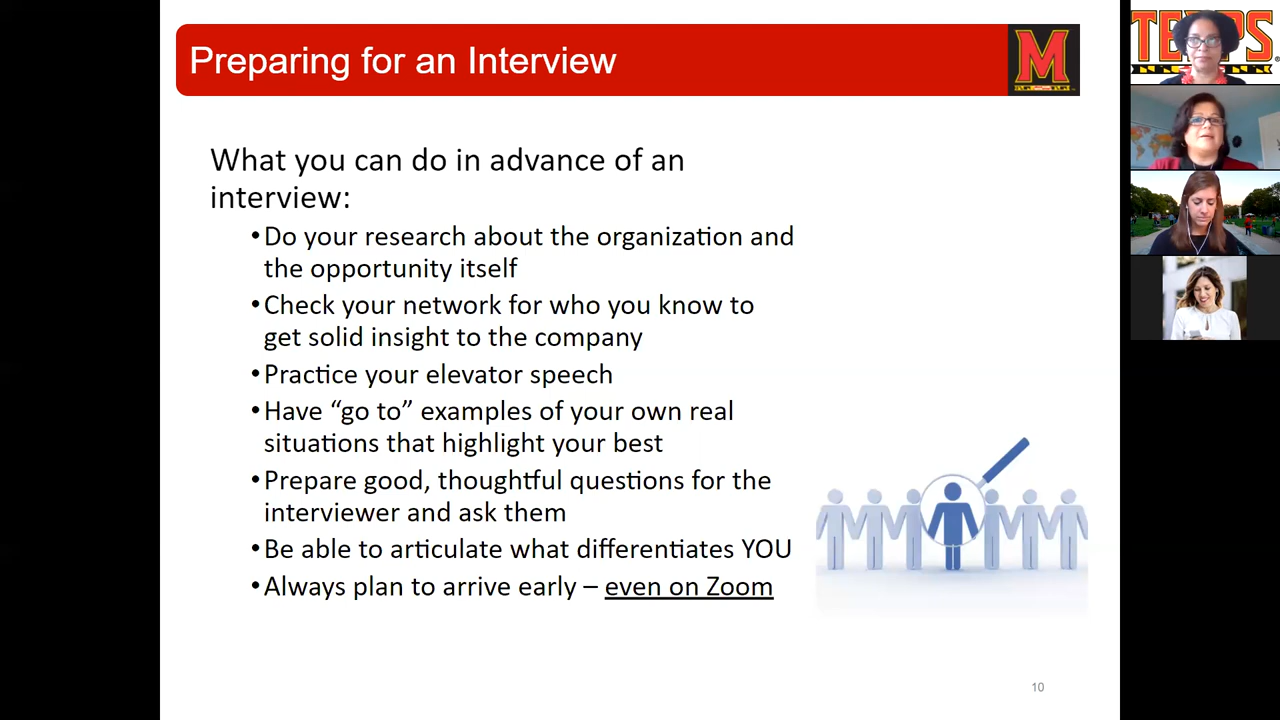 Preparing for an Interview
M
What you can do in advance of an
interview:
•Do your research about the organization and
the opportunity itself
•Check your network for who you know to
get solid insight to the company
•Practice your elevator speech
•Have “go to” examples of your own real
situations that highlight your best
•Prepare good, thoughtful questions for the
interviewer and ask them
•Be able to articulate what differentiates YOU
•Always plan to arrive early – even on Zoom
10